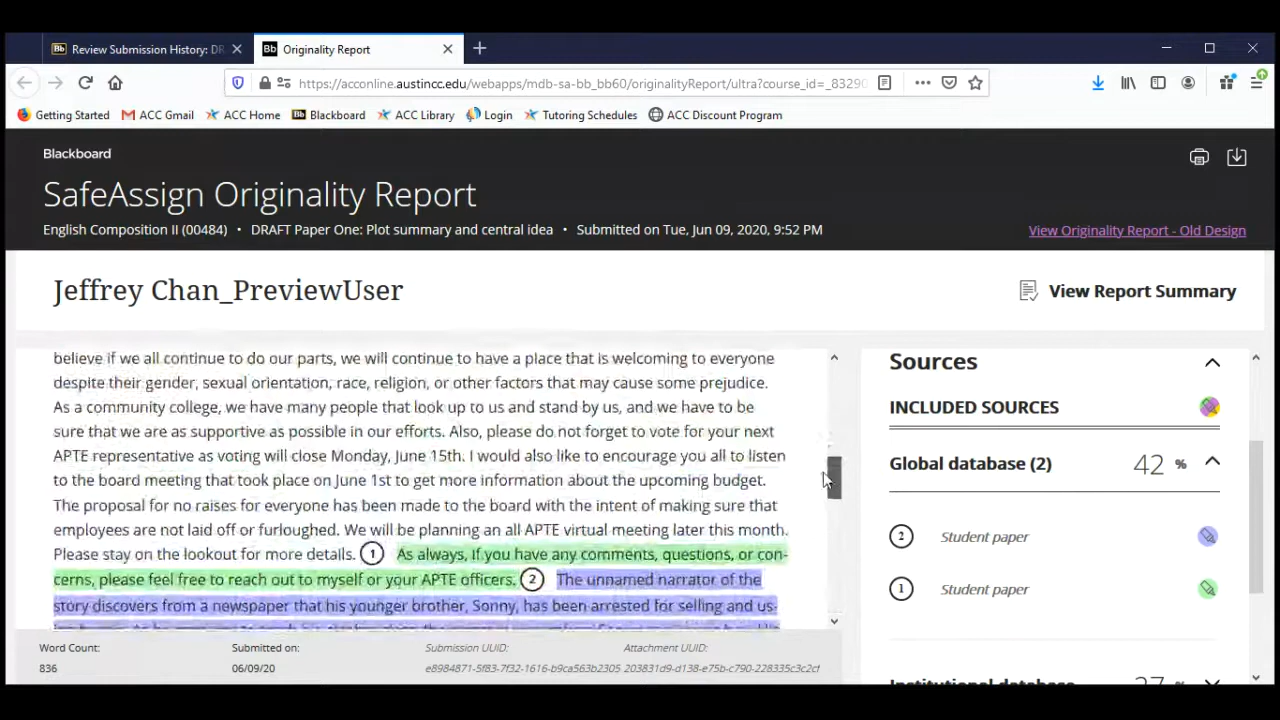 Review Submission History: DR
Originality Report
https://acconline.austincc.edu/webapps/mdb-sa-bb_bb60/originalityReport/ultra?course_id=_83290
Getting Started ACC Gmail ACC Home Blackboard ACC Library Login Tutoring Schedules ACC Discount Program
Blackboard
SafeAssign Originality Report
English Composition II (00484) • DRAFT Paper One: Plot summary and central idea • Submitted on Tue, Jun 09, 2020, 9:52 PM
View Originality Report - Old Design
Jeffrey Chan_PreviewUser
View Report Summary
believe if we all continue to do our parts, we will continue to have a place that is welcoming to everyone
despite their gender, sexual orientation, race, religion, or other factors that may cause some prejudice.
As a community college, we have many people that look up to us and stand by us, and we have to be
sure that we are as supportive as possible in our efforts. Also, please do not forget to vote for your next
APTE representative as voting will close Monday, June 15th. I would also like to encourage you all to listen
to the board meeting that took place on June 1st to get more information about the upcoming budget.
The proposal for no raises for everyone has been made to the board with the intent of making sure that
employees are not laid off or furloughed. We will be planning an all APTE virtual meeting later this month.
Please stay on the lookout for more details. 1 As always, if you have any comments, questions, or con-
cerns, please feel free to reach out to myself or your APTE officers. 2 The unnamed narrator of the
story discovers from a newspaper that his younger brother, Sonny, has been arrested for selling and us-
Sources
INCLUDED SOURCES
Global database (2) 42 %
2 Student paper
1 Student paper
Institutional database 37 %
Word Count:
836
Submitted on:
06/09/20
Submission UUID:
e8984871-5f83-7f32-1616-b9ca563b2305
Attachment UUID:
203831d9-d138-e75b-c790-228335c3c2cf